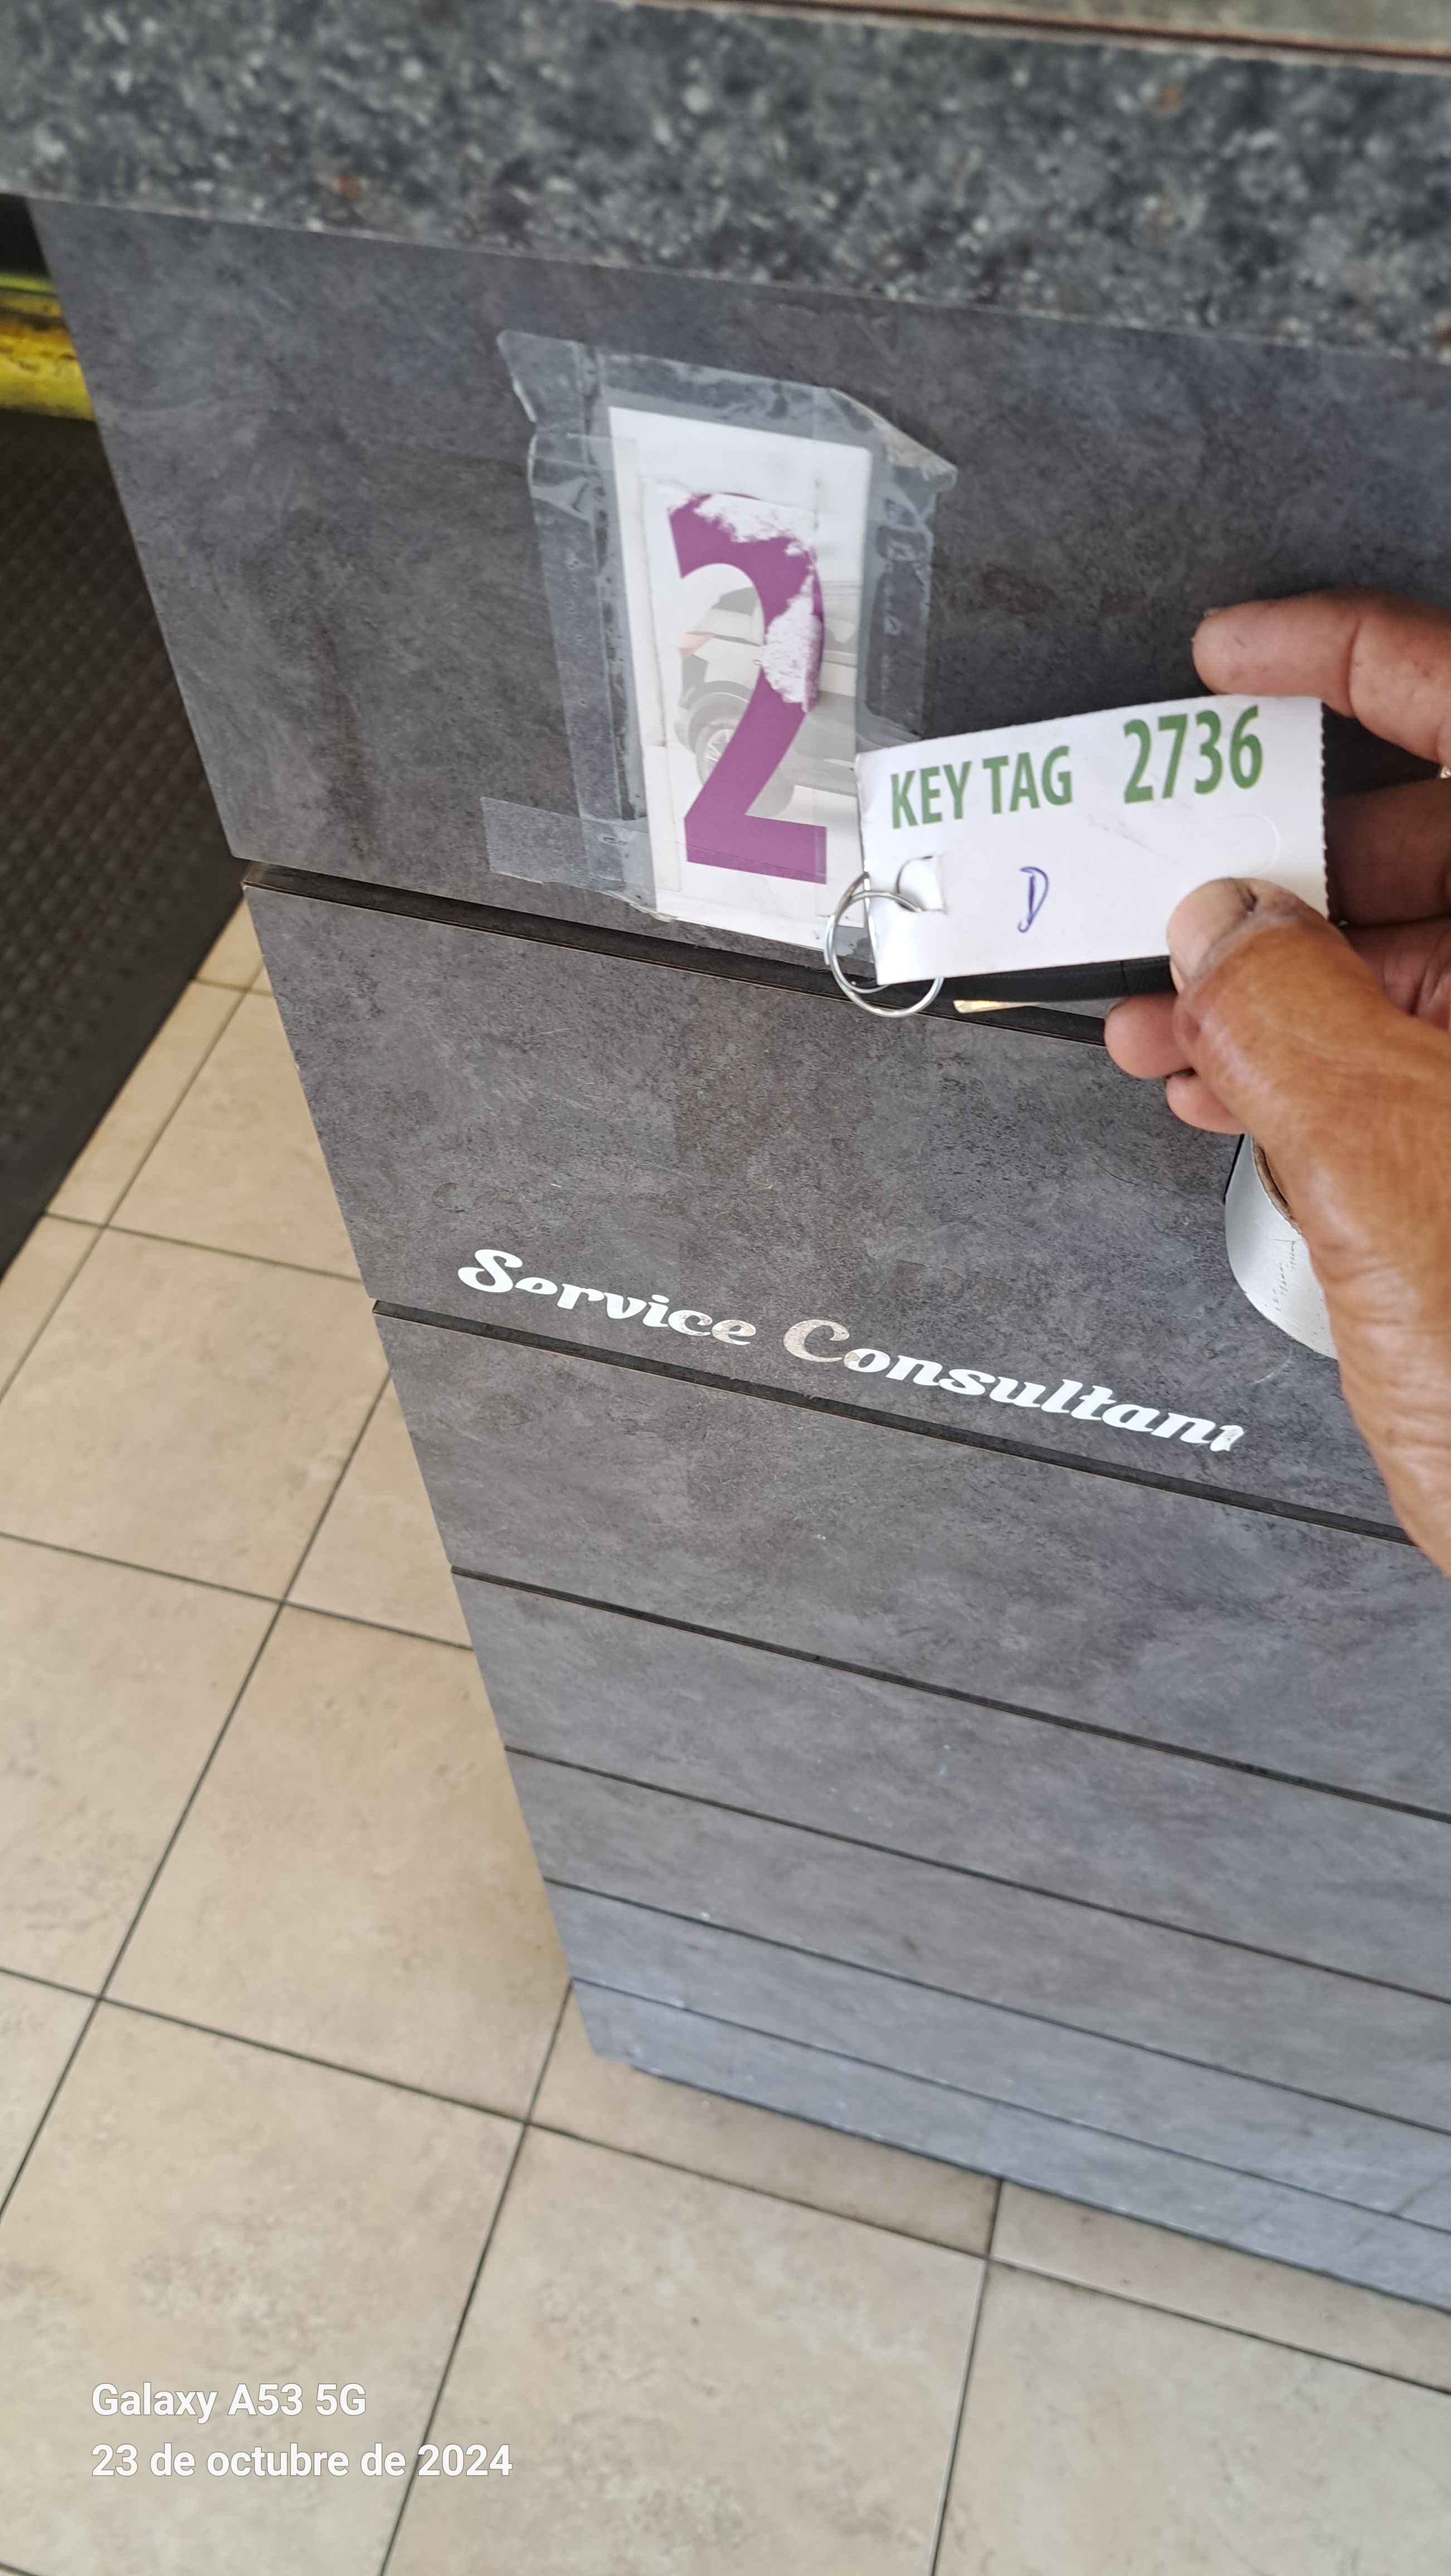 2
KEY TAG 2736
D
Service Consultant
Galaxy A53 5G
23 de octubre de 2024